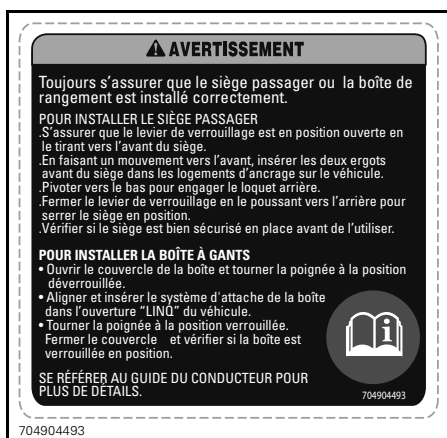 AVERTISSEMENT
Toujours s'assurer que le siège passager ou la boîte de
rangement est installé correctement.
POUR INSTALLER LE SIÈGE PASSAGER
.S'assurer que le levier de verrouillage est en position ouverte en
le tirant vers l'avant du siège.
.En faisant un mouvement vers l'avant, insérer les deux ergots
avant du siège dans les logements d'ancrage sur le véhicule.
.Pivoter vers le bas pour engager le loquet arrière.
.Fermer le levier de verrouillage en le poussant vers l'arrière pour
serrer le siège en position.
.Vérifier si le siège est bien sécurisé en place avant de l'utiliser.
POUR INSTALLER LA BOÎTE À GANTS
• Ouvrir le couvercle de la boîte et tourner la poignée à la position
déverrouillée.
• Aligner et insérer le système d'attache de la boîte
dans l'ouverture “LINQ” du véhicule.
• Tourner la poignée à la position verrouillée.
Fermer le couvercle et vérifier si la boîte est
verrouillée en position.
SE RÉFÉRER AU GUIDE DU CONDUCTEUR POUR
PLUS DE DÉTAILS.
704904493
704904493